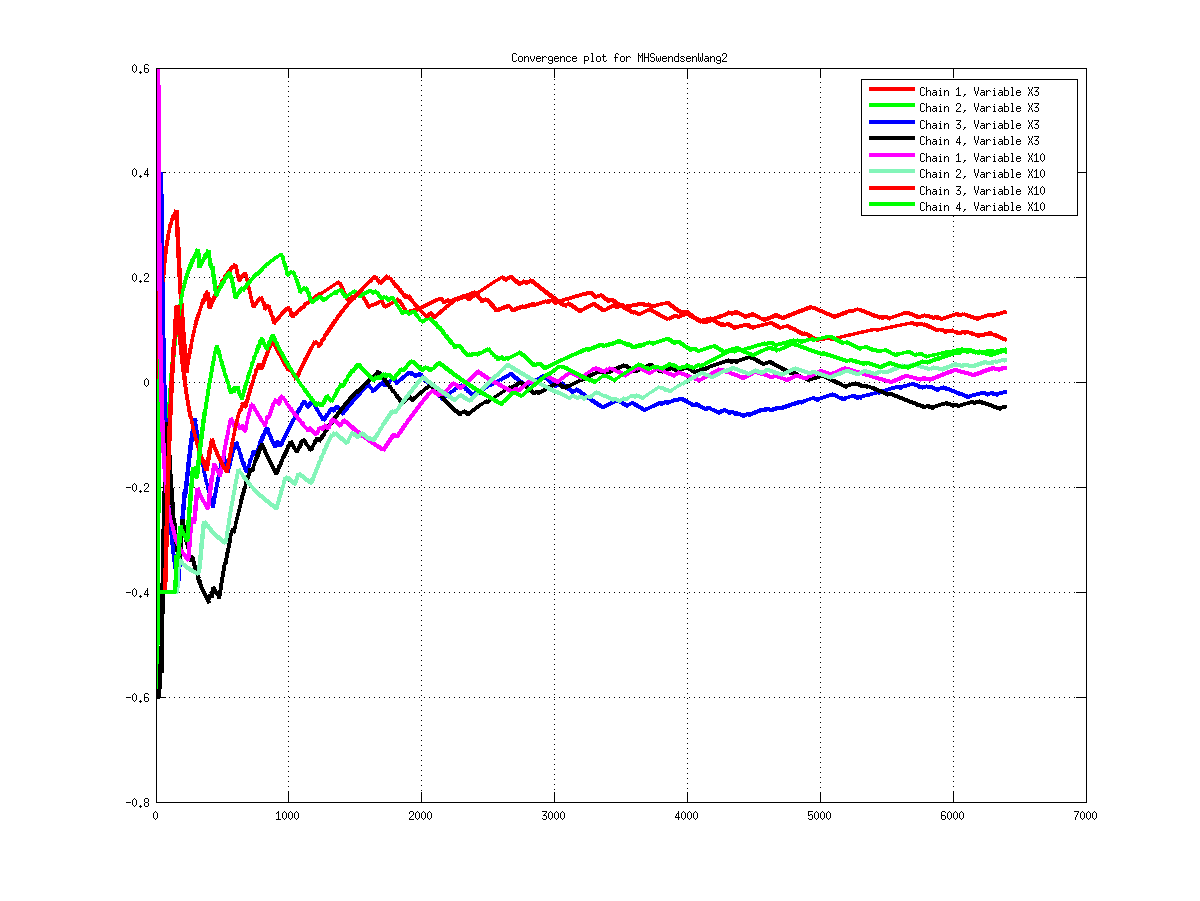 Convergence plot for MHSwendsenWang2
0.6
0.4
0.2
0
-0.2
-0.4
-0.6
-0.8
0 1000 2000 3000 4000 5000 6000 7000
Chain 1, Variable X3
Chain 2, Variable X3
Chain 3, Variable X3
Chain 4, Variable X3
Chain 1, Variable X10
Chain 2, Variable X10
Chain 3, Variable X10
Chain 4, Variable X10